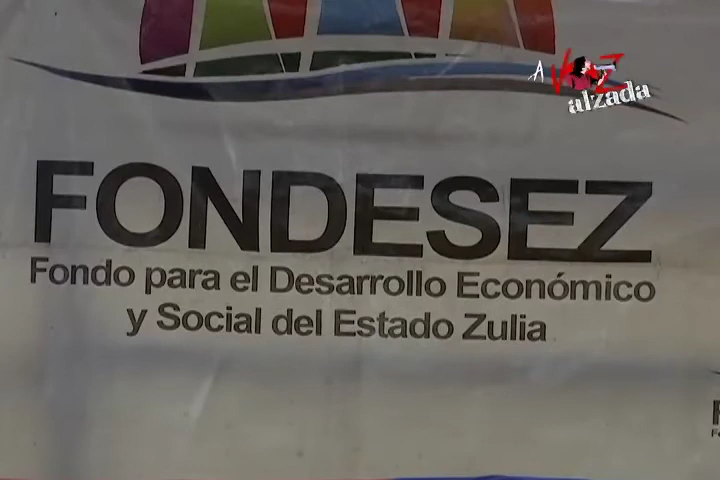 A VOZ
alzada
FONDESEZ
Fondo para el Desarrollo Económico
y Social del Estado Zulia